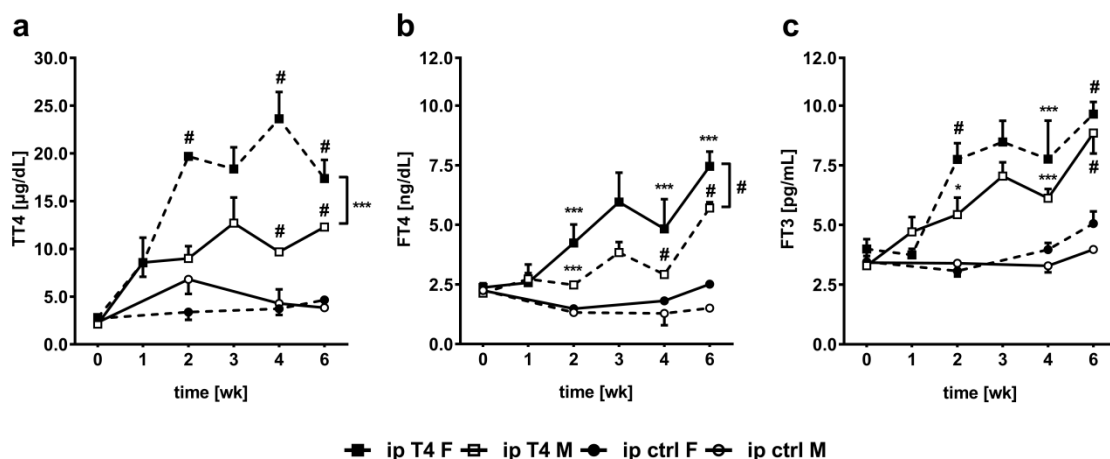 a
TT4 [µg/dL]
30.0
25.0
20.0
15.0
10.0
5.0
0.0
#
#
#
***
#
#
0 1 2 3 4 6
time [wk]
b
FT4 [ng/dL]
12.0
10.0
7.5
5.0
2.5
0.0
***
***
***
#
#
***
#
0 1 2 3 4 6
time [wk]
c
FT3 [pg/mL]
12.0
10.0
7.5
5.0
2.5
0.0
#
***
#
*
***
#
0 1 2 3 4 6
time [wk]
ip T4 F ip T4 M ip ctrl F ip ctrl M